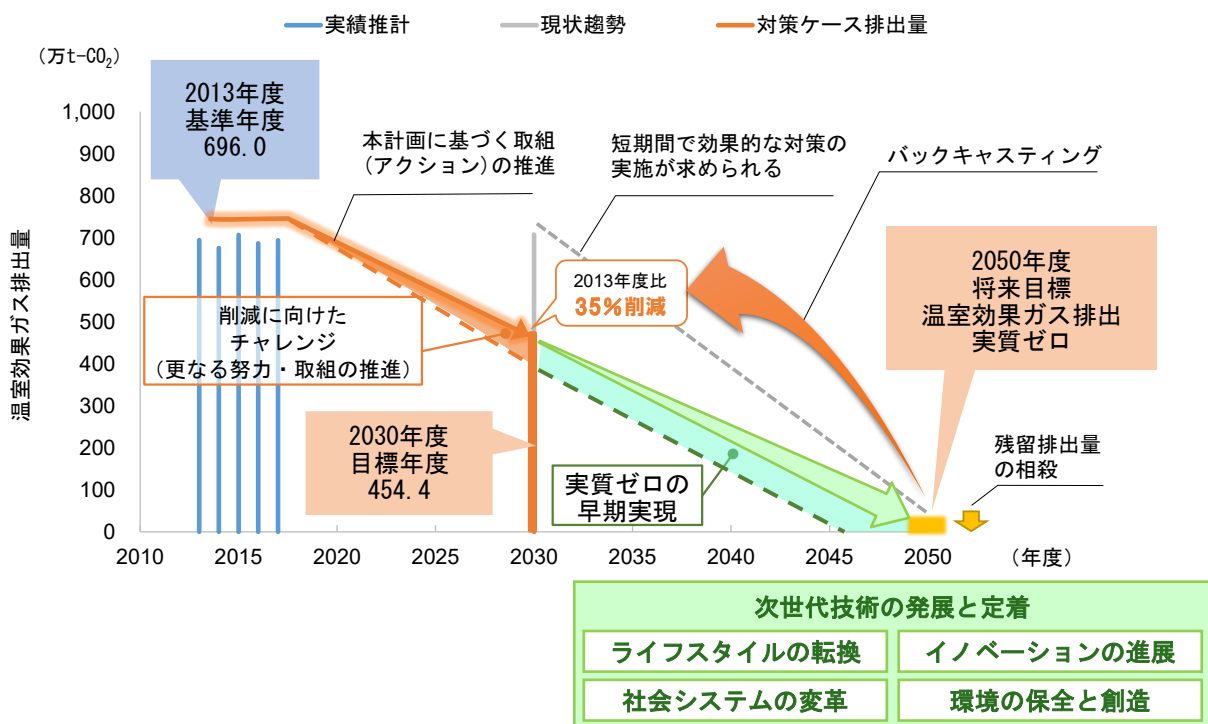 実績推計
現状趨勢
対策ケース排出量
(万t-CO₂)
温室効果ガス排出量
1,000
900
800
700
600
500
400
300
200
100
0
2013年度
基準年度
696.0
本計画に基づく取組
(アクション)の推進
短期間で効果的な対策の
実施が求められる
バックキャスティング
2050年度
将来目標
温室効果ガス排出
実質ゼロ
2013年度比
35%削減
削減に向けた
チャレンジ
(更なる努力・取組の推進)
2030年度
目標年度
454.4
実質ゼロの
早期実現
残留排出量
の相殺
2010
2015
2020
2025
2030
2035
2040
2045
2050
(年度)
次世代技術の発展と定着
ライフスタイルの転換
イノベーションの進展
社会システムの変革
環境の保全と創造